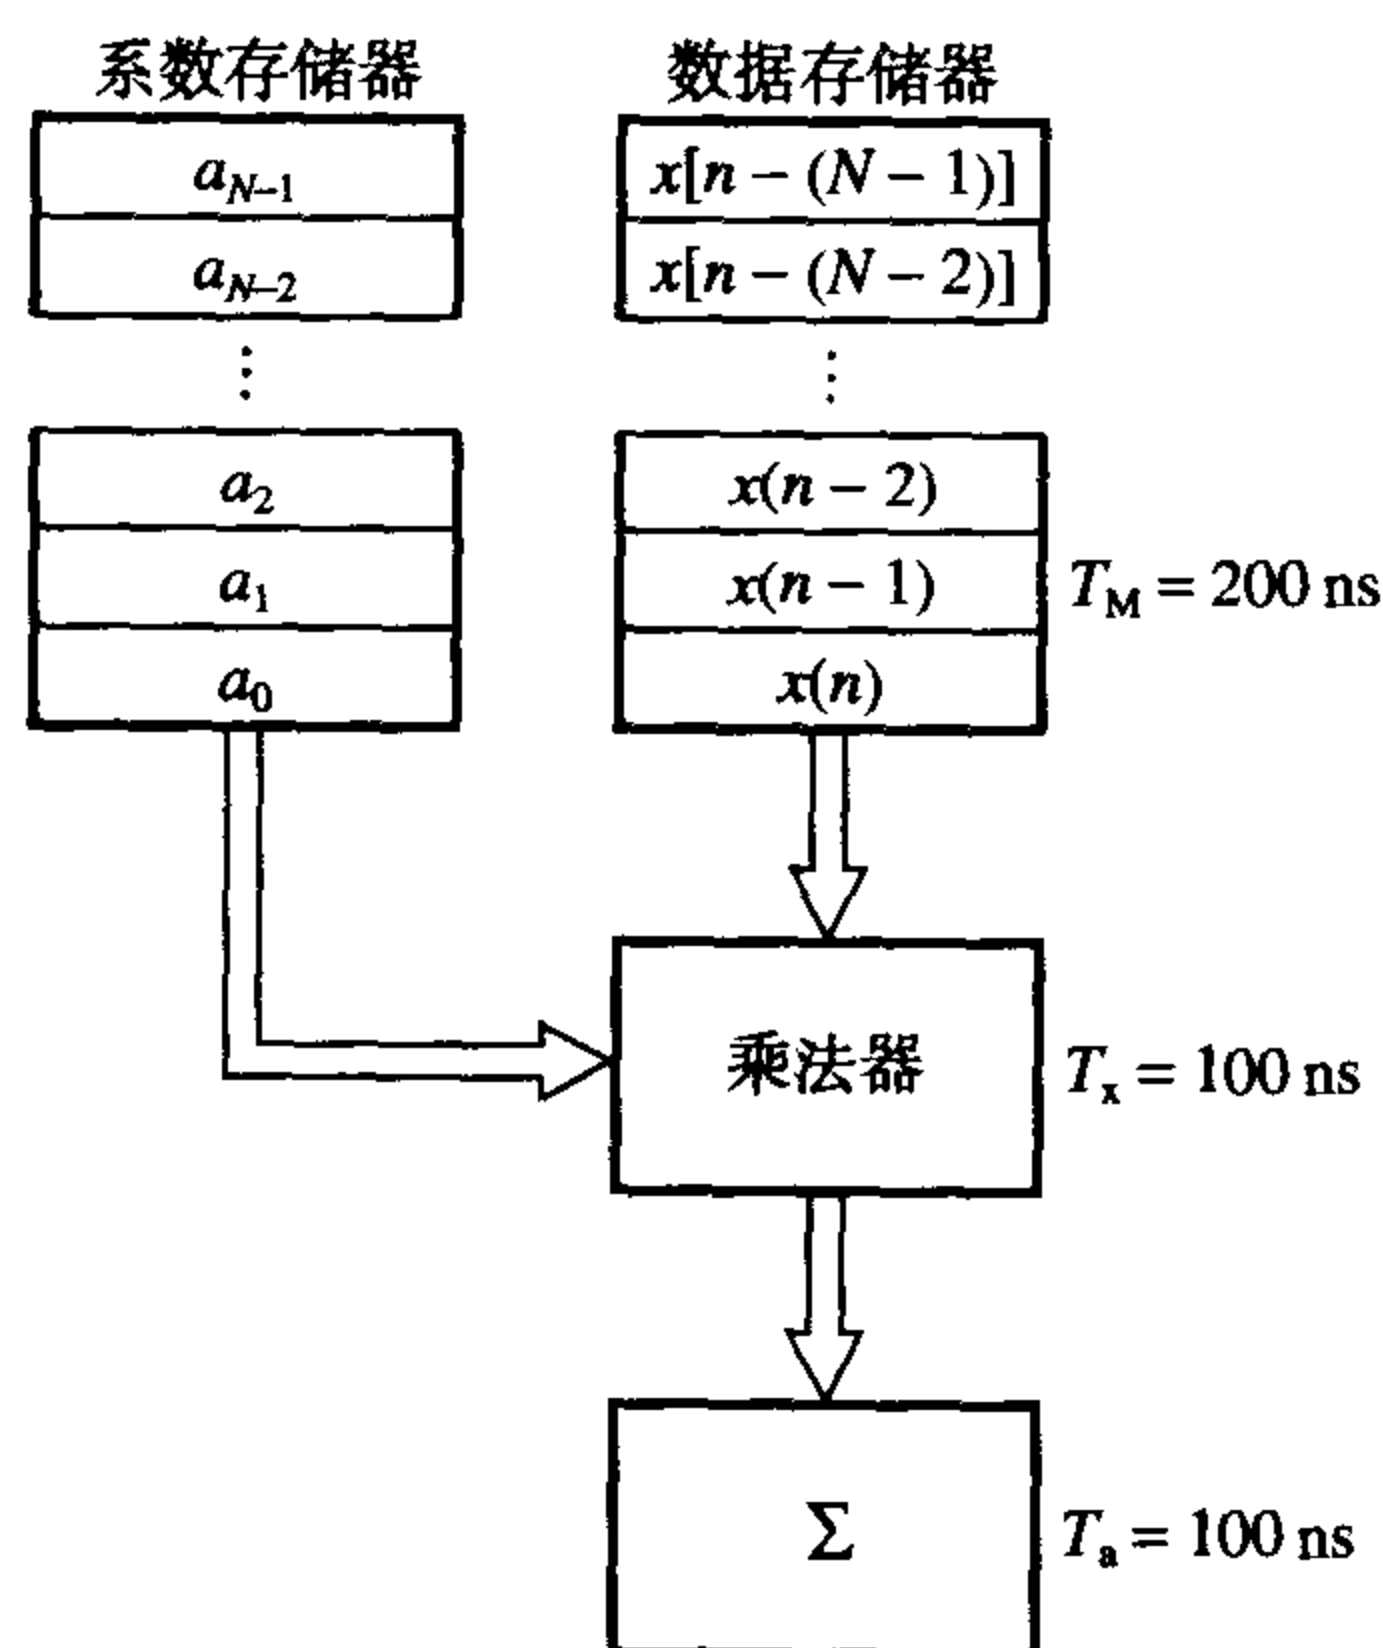 系数存储器
数据存储器
a_{N-1}
x[n - (N - 1)]
a_{N-2}
x[n - (N - 2)]
⋮
⋮
a_2
x(n - 2)
a_1
x(n - 1)
T_M = 200 ns
a_0
x(n)
乘法器
T_x = 100 ns
Σ
T_a = 100 ns